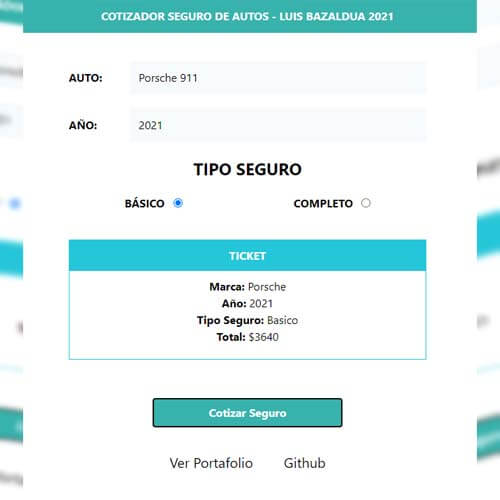 COTIZADOR SEGURO DE AUTOS - LUIS BAZALDUA 2021
AUTO: Porsche 911
AÑO: 2021
TIPO SEGURO
BÁSICO COMPLETO
TICKET
Marca: Porsche
Año: 2021
Tipo Seguro: Basico
Total: $3640
Cotizar Seguro
Ver Portafolio Github